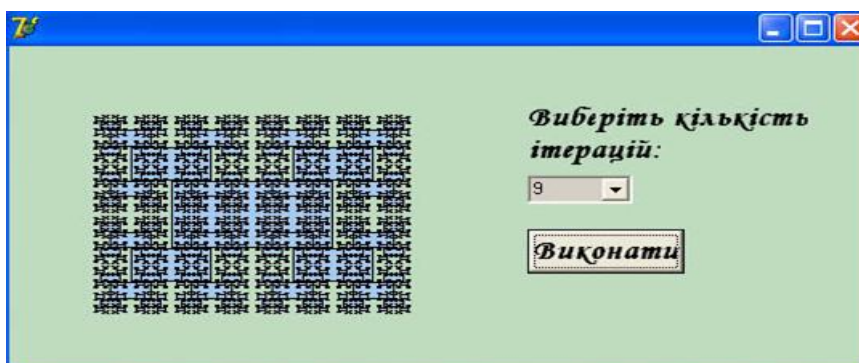 Виберіть кількість
ітерацій:
9
Виконати